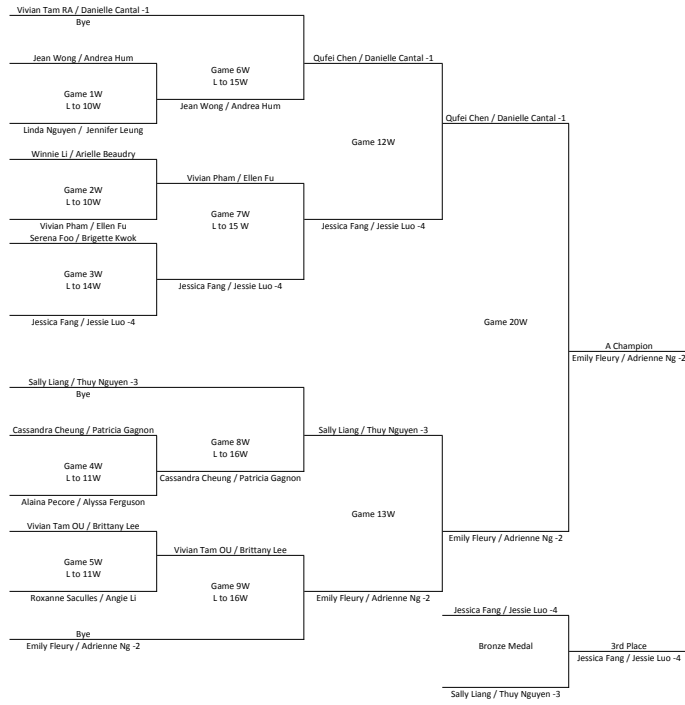 Vivian Tam RA / Danielle Cantal -1
Bye
Jean Wong / Andrea Hum
Game 6W
L to 15W
Qufei Chen / Danielle Cantal -1
Game 1W
L to 10W
Jean Wong / Andrea Hum
Linda Nguyen / Jennifer Leung
Qufei Chen / Danielle Cantal -1
Game 12W
Winnie Li / Arielle Beaudry
Vivian Pham / Ellen Fu
Game 2W
L to 10W
Game 7W
L to 15 W
Vivian Pham / Ellen Fu
Jessica Fang / Jessie Luo -4
Serena Foo / Brigette Kwok
Game 3W
L to 14W
Jessica Fang / Jessie Luo -4
Jessica Fang / Jessie Luo -4
Game 20W
A Champion
Emily Fleury / Adrienne Ng -2
Sally Liang / Thuy Nguyen -3
Bye
Cassandra Cheung / Patricia Gagnon
Sally Liang / Thuy Nguyen -3
Game 8W
L to 16W
Game 4W
L to 11W
Cassandra Cheung / Patricia Gagnon
Alaina Pecore / Alyssa Ferguson
Game 13W
Vivian Tam OU / Brittany Lee
Emily Fleury / Adrienne Ng -2
Vivian Tam OU / Brittany Lee
Game 5W
L to 11W
Game 9W
L to 16W
Roxanne Saculles / Angie Li
Emily Fleury / Adrienne Ng -2
Jessica Fang / Jessie Luo -4
Bye
Emily Fleury / Adrienne Ng -2
Bronze Medal
3rd Place
Jessica Fang / Jessie Luo -4
Sally Liang / Thuy Nguyen -3